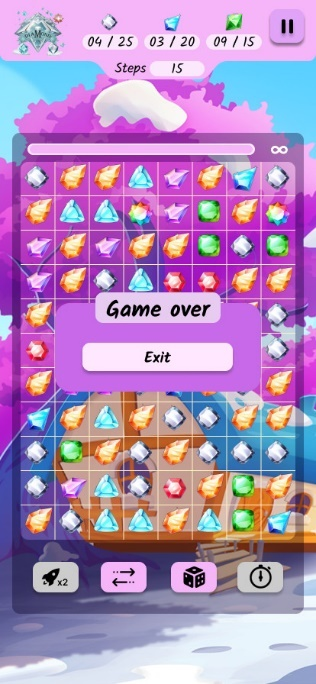 04 / 25 03 / 20 09 / 15
Steps 15
∞
Game over
Exit
x2